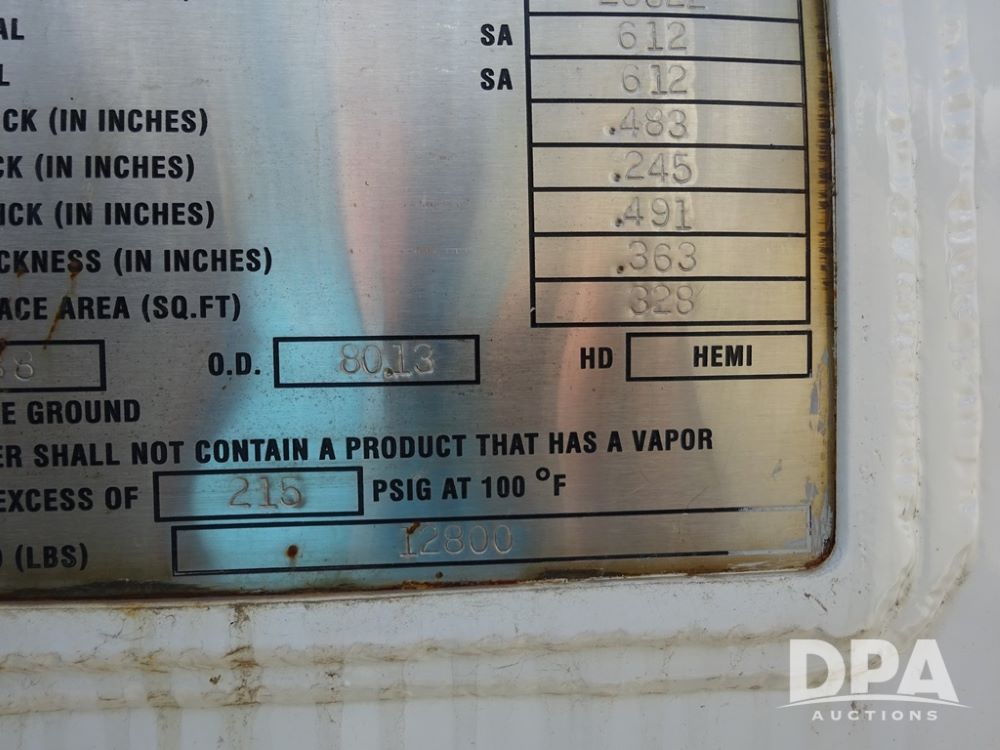 AL SA 612
L SA 612
CK (IN INCHES) .483
CK (IN INCHES) .245
ICK (IN INCHES) .491
CKNESS (IN INCHES) .363
ACE AREA (SQ.FT) 328
8 O.D. 80.13 HD HEMI
E GROUND
ER SHALL NOT CONTAIN A PRODUCT THAT HAS A VAPOR
EXCESS OF 215 PSIG AT 100 °F
(LBS) 12800
DPA
AUCTIONS